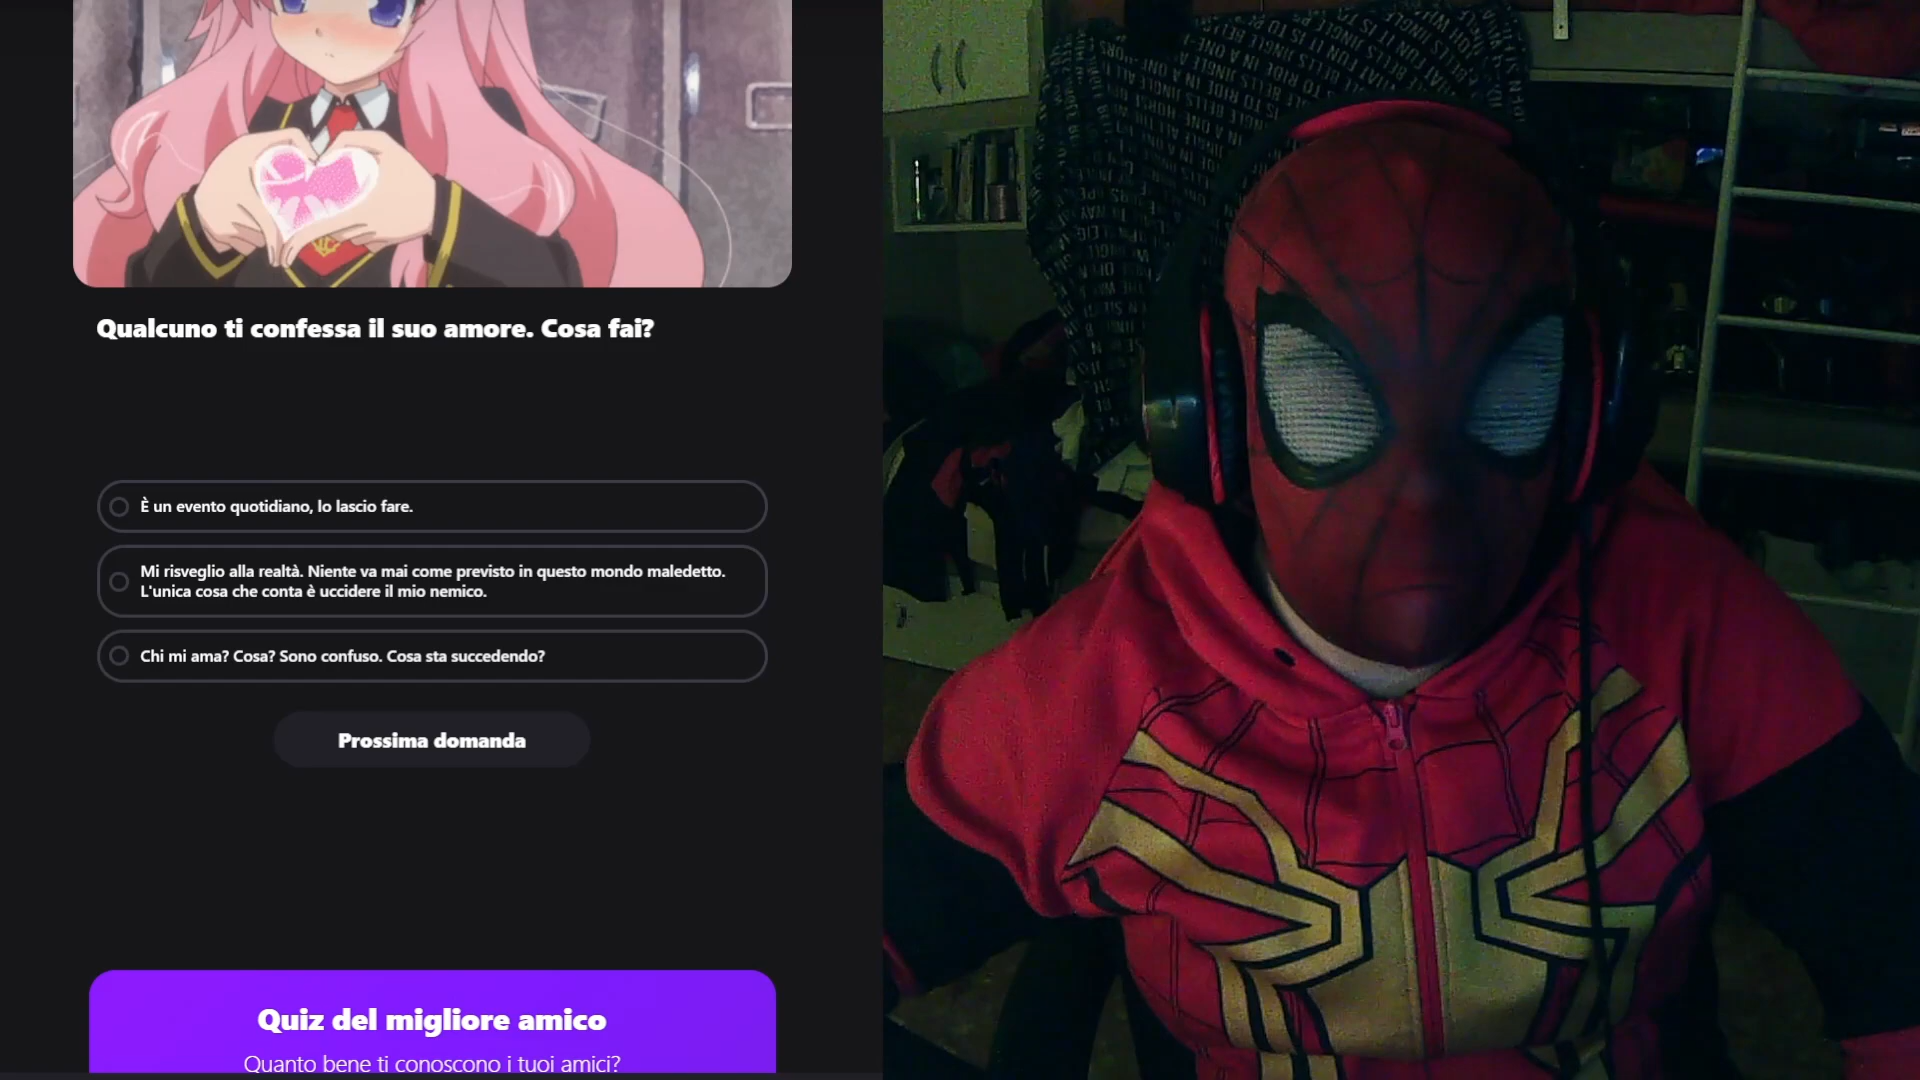 Qualcuno ti confessa il suo amore. Cosa fai?
È un evento quotidiano, lo lascio fare.
Mi risveglio alla realtà. Niente va mai come previsto in questo mondo maledetto.
L'unica cosa che conta è uccidere il mio nemico.
Chi mi ama? Cosa? Sono confuso. Cosa sta succedendo?
Prossima domanda
Quiz del migliore amico
Quanto bene ti conoscono i tuoi amici?